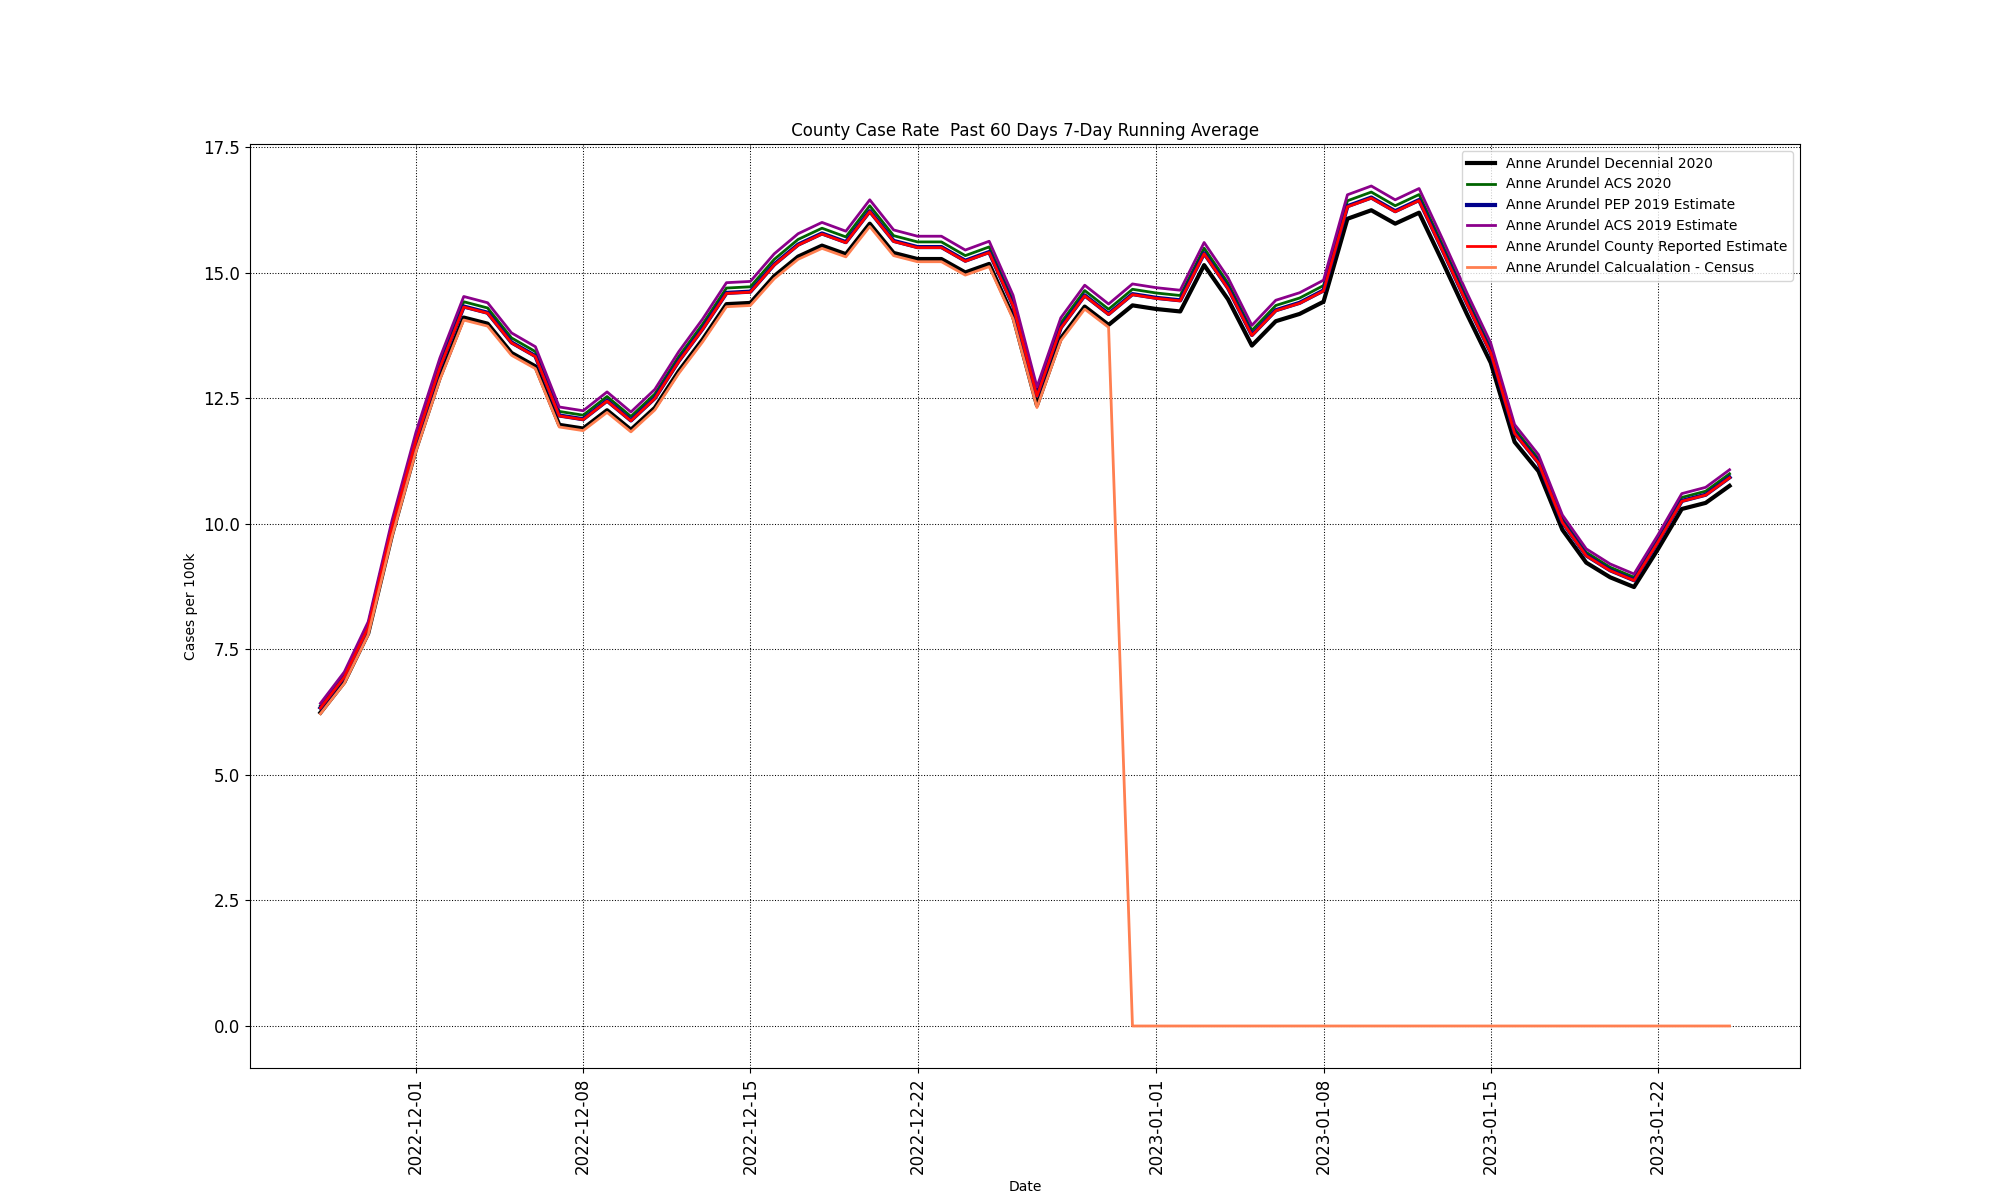 County Case Rate  Past 60 Days 7-Day Running Average
17.5
15.0
12.5
10.0
7.5
5.0
2.5
0.0
Cases per 100k
Anne Arundel Decennial 2020
Anne Arundel ACS 2020
Anne Arundel PEP 2019 Estimate
Anne Arundel ACS 2019 Estimate
Anne Arundel County Reported Estimate
Anne Arundel Calcualation - Census
2022-12-01
2022-12-08
2022-12-15
2022-12-22
2023-01-01
2023-01-08
2023-01-15
2023-01-22
Date